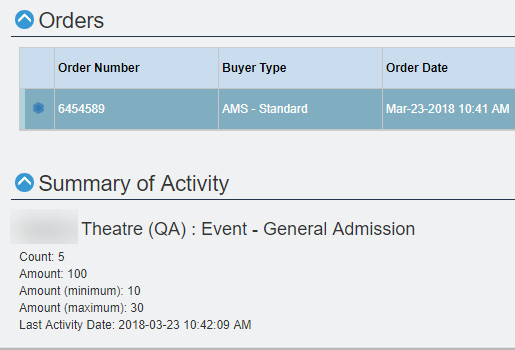 Orders
Order Number Buyer Type Order Date
6454589 AMS - Standard Mar-23-2018 10:41 AM
Summary of Activity
Theatre (QA) : Event - General Admission
Count: 5
Amount: 100
Amount (minimum): 10
Amount (maximum): 30
Last Activity Date: 2018-03-23 10:42:09 AM